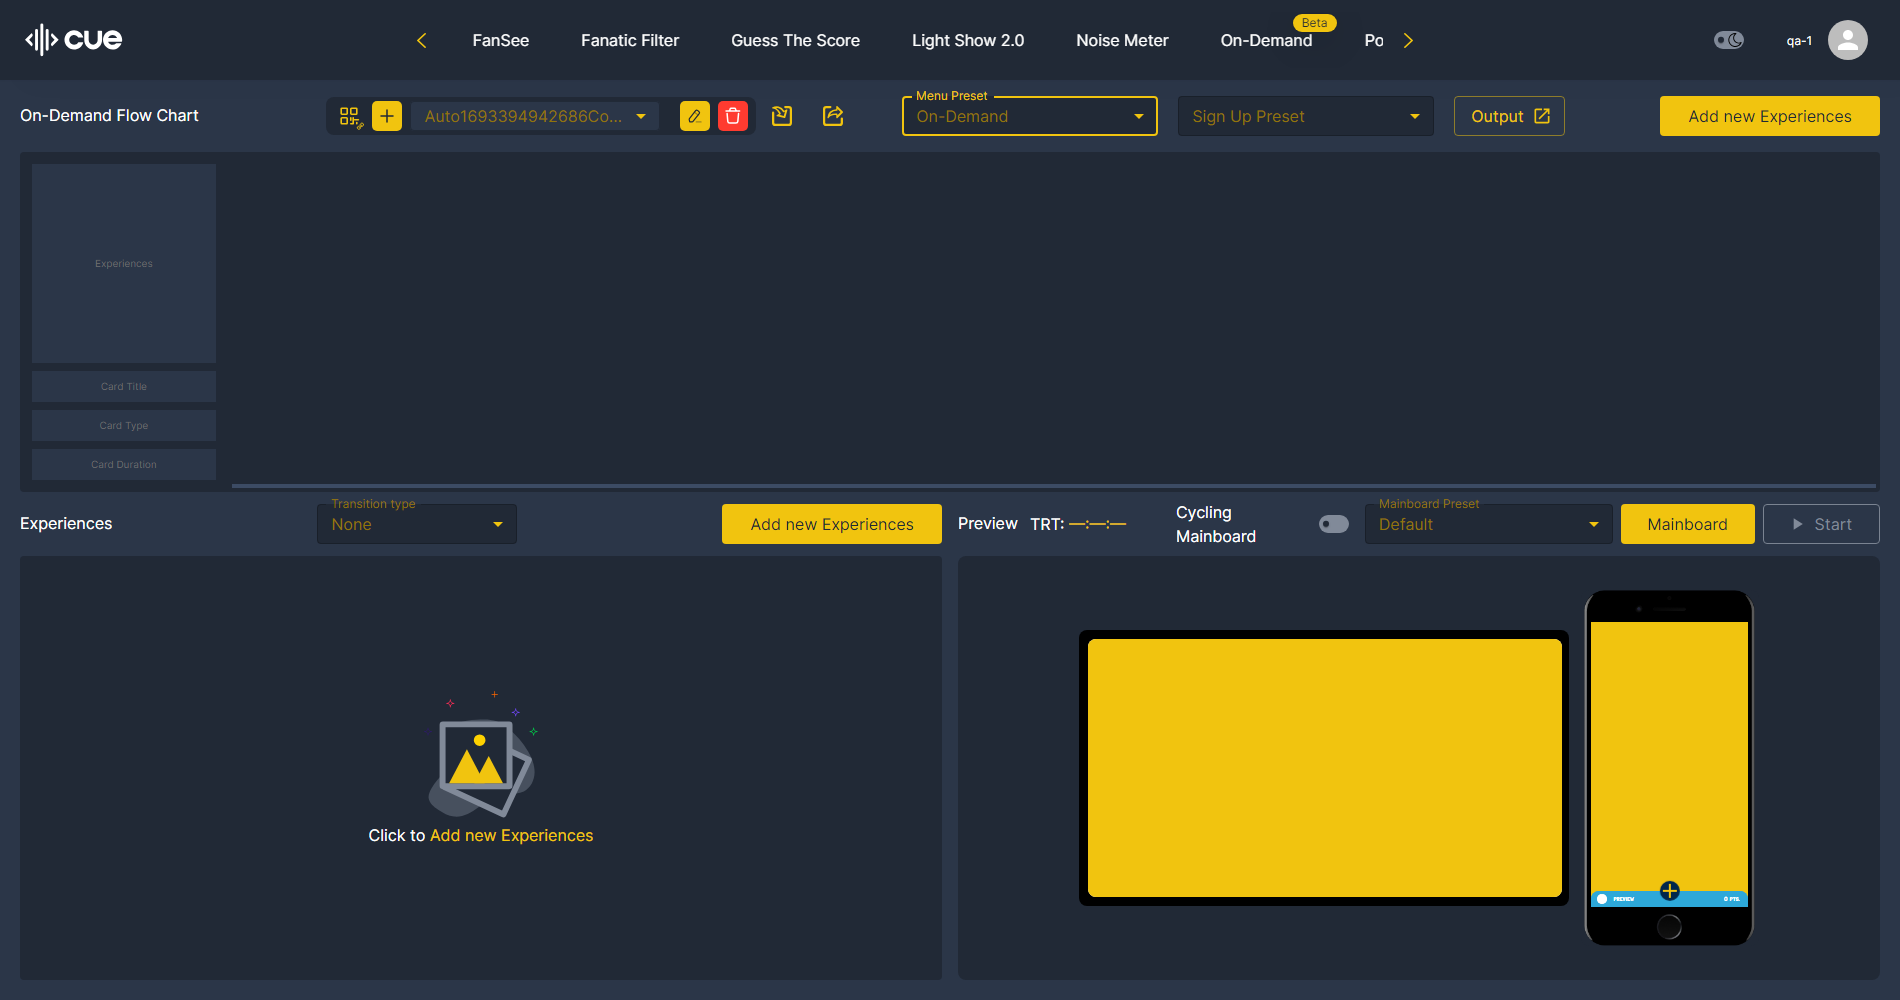 cue
FanSee
Fanatic Filter
Guess The Score
Light Show 2.0
Noise Meter
On-Demand
Beta
Po
qa-1
On-Demand Flow Chart
Auto1693394942686Co...
Menu Preset
On-Demand
Sign Up Preset
Output
Add new Experiences
Experiences
Card Title
Card Type
Card Duration
Experiences
Transition type
None
Add new Experiences
Preview
TRT: —:—:—
Cycling
Mainboard
Mainboard Preset
Default
Mainboard
Start
Click to Add new Experiences
PREVIEW
0 PTS.